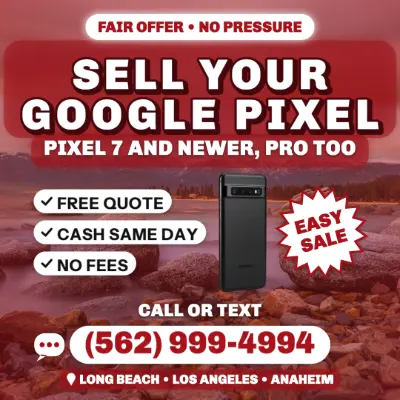 FAIR OFFER • NO PRESSURE
SELL YOUR
GOOGLE PIXEL
PIXEL 7 AND NEWER, PRO TOO
FREE QUOTE
CASH SAME DAY
NO FEES
EASY
SALE
CALL OR TEXT
(562) 999-4994
LONG BEACH • LOS ANGELES • ANAHEIM